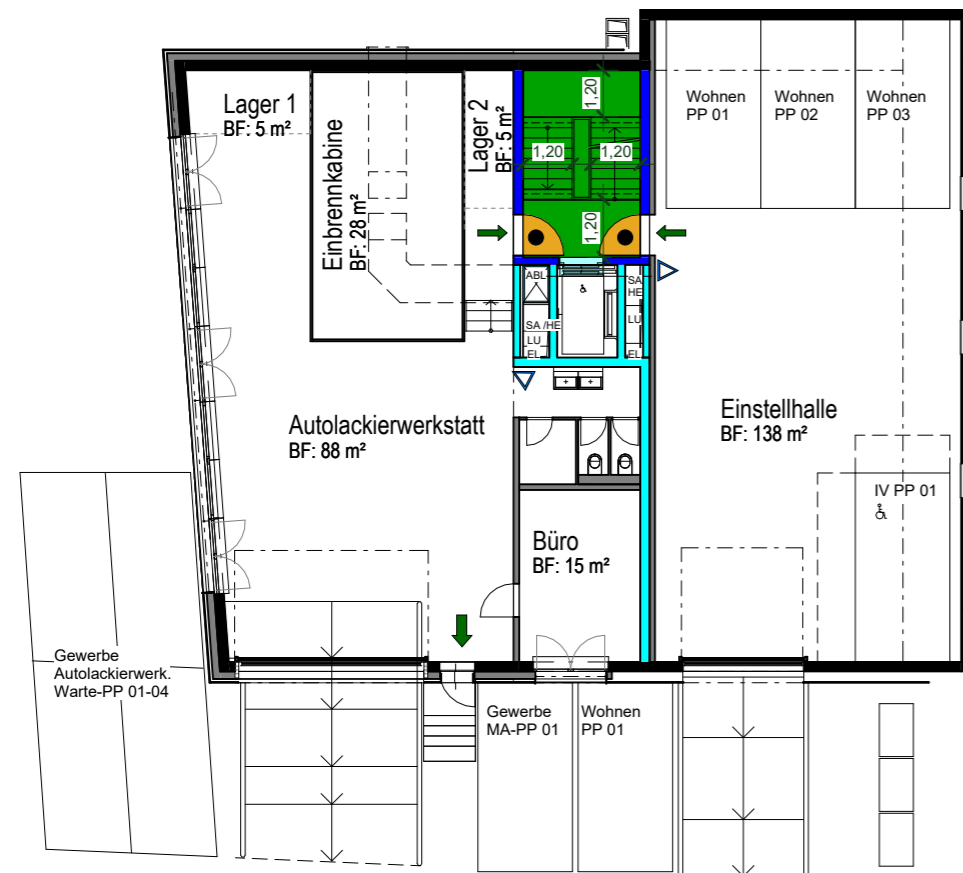 Lager 1
BF: 5 m²
Einbrennkabine
BF: 28 m²
Lager 2
BF: 5 m²
1,20
1,20
1,20
1,20
Wohnen
PP 01
Wohnen
PP 02
Wohnen
PP 03
ABL
SA /HE
LU
EL
SA
HE
LU
EL
Autolackierwerkstatt
BF: 88 m²
Einstellhalle
BF: 138 m²
IV PP 01
Büro
BF: 15 m²
Gewerbe
Autolackierwerk.
Warte-PP 01-04
Gewerbe
MA-PP 01
Wohnen
PP 01